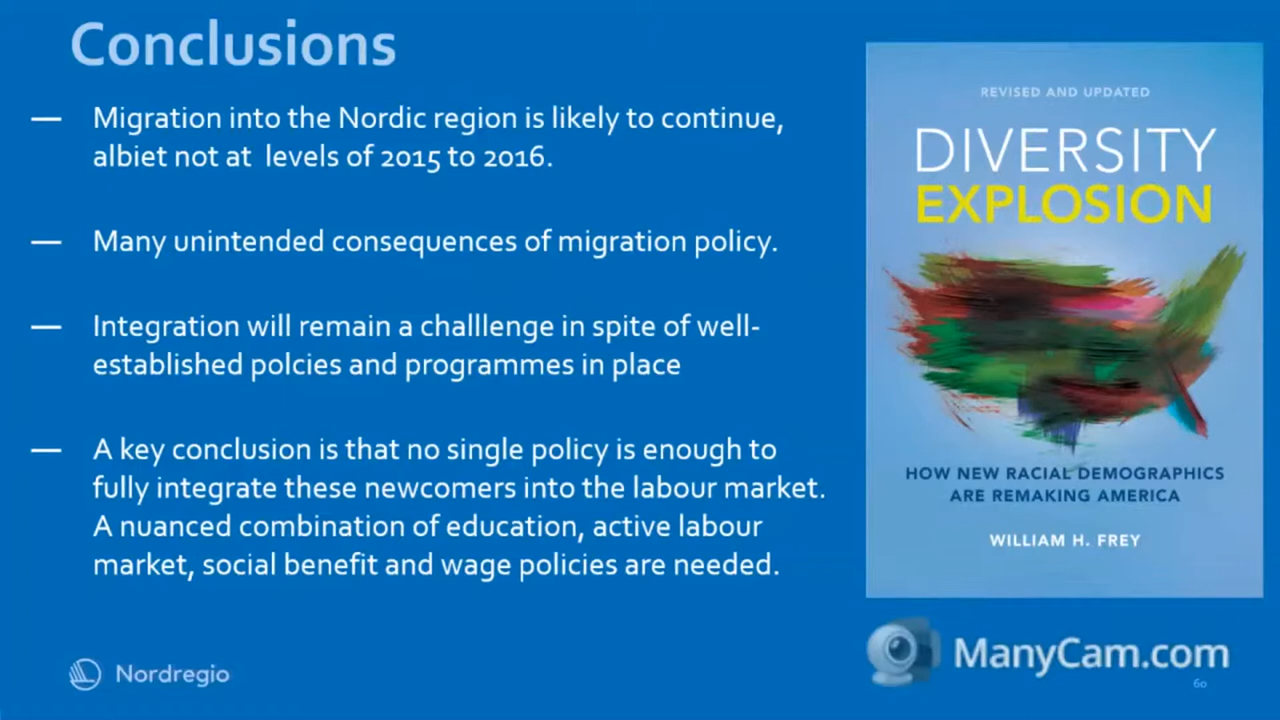 Conclusions
— Migration into the Nordic region is likely to continue,
albiet not at levels of 2015 to 2016.
— Many unintended consequences of migration policy.
— Integration will remain a challlenge in spite of well-
established polcies and programmes in place
— A key conclusion is that no single policy is enough to
fully integrate these newcomers into the labour market.
A nuanced combination of education, active labour
market, social benefit and wage policies are needed.
REVISED AND UPDATED
DIVERSITY
EXPLOSION
HOW NEW RACIAL DEMOGRAPHICS
ARE REMAKING AMERICA
WILLIAM H. FREY
Nordregio
ManyCam.com
60